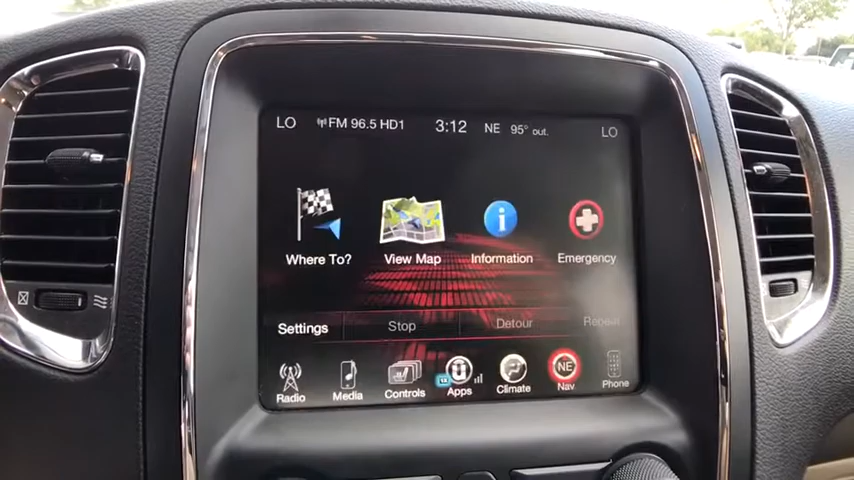 LO FM 96.5 HD1 3:12 NE 95° out. LO
Where To? View Map Information Emergency
Settings Stop Detour Repeat
NE
Radio Media Controls Apps Climate Nav Phone